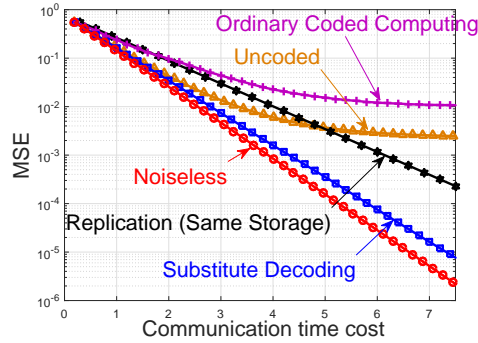 Ordinary Coded Computing
Uncoded
Noiseless
Replication (Same Storage)
Substitute Decoding
MSE
10^0
10^-1
10^-2
10^-3
10^-4
10^-5
10^-6
0 1 2 3 4 5 6 7
Communication time cost